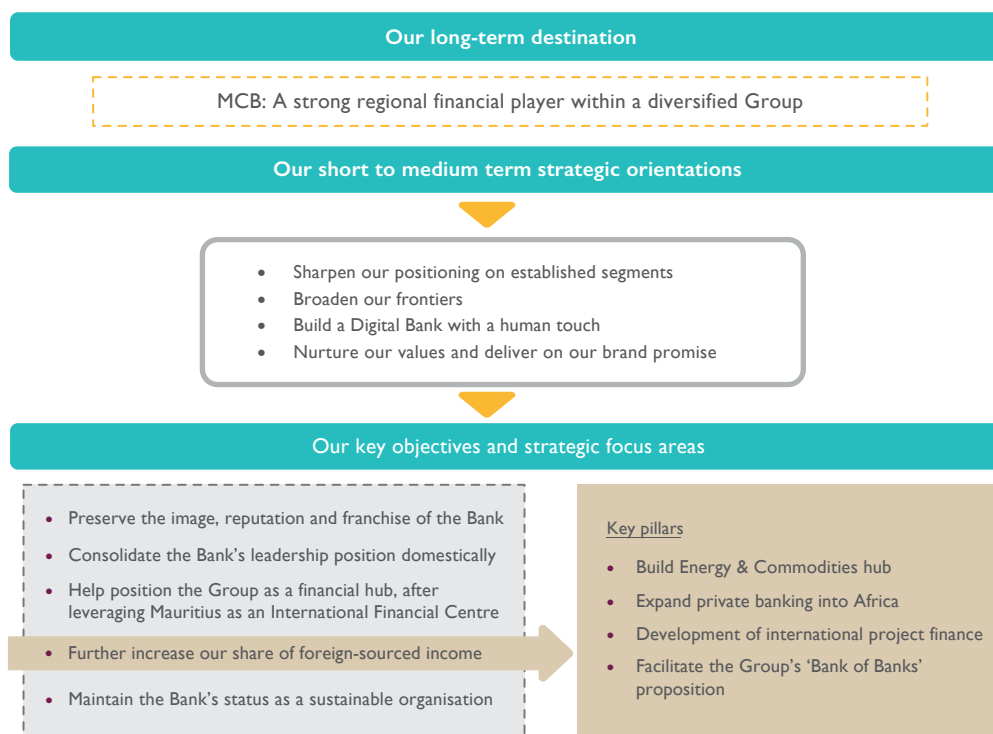 Our long-term destination
MCB: A strong regional financial player within a diversified Group
Our short to medium term strategic orientations
• Sharpen our positioning on established segments
• Broaden our frontiers
• Build a Digital Bank with a human touch
• Nurture our values and deliver on our brand promise
Our key objectives and strategic focus areas
• Preserve the image, reputation and franchise of the Bank
• Consolidate the Bank’s leadership position domestically
• Help position the Group as a financial hub, after
leveraging Mauritius as an International Financial Centre
• Further increase our share of foreign-sourced income
• Maintain the Bank’s status as a sustainable organisation
Key pillars
• Build Energy & Commodities hub
• Expand private banking into Africa
• Development of international project finance
• Facilitate the Group’s ‘Bank of Banks’
proposition